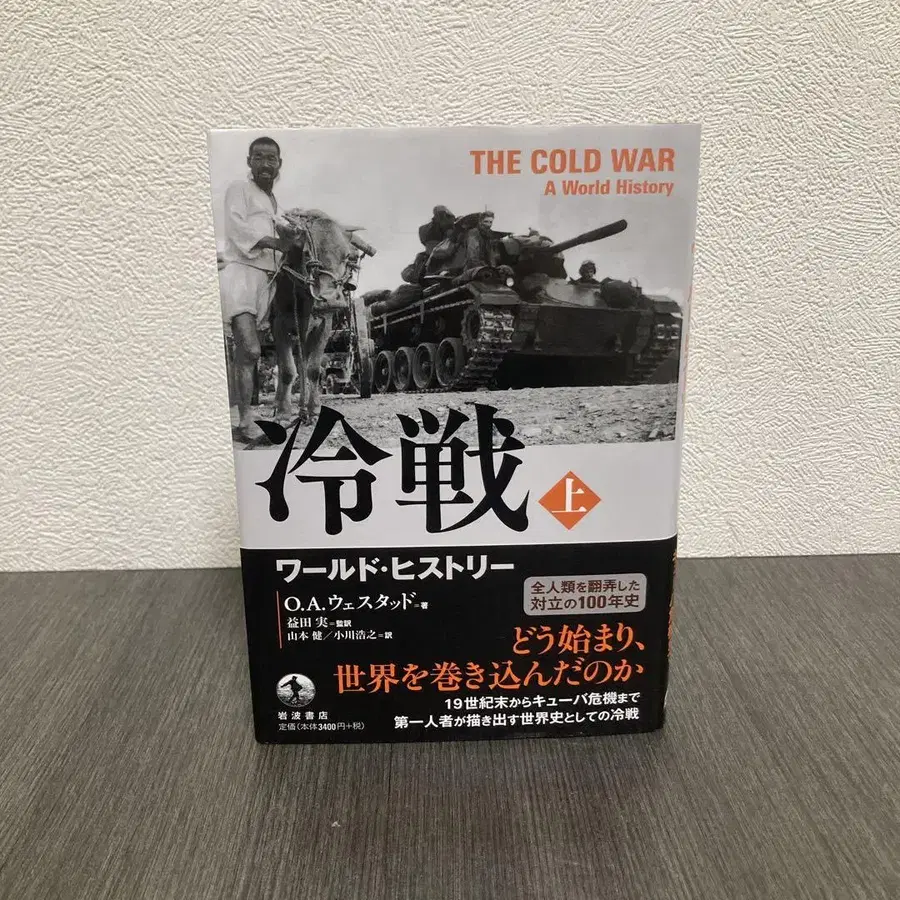 THE COLD WAR
A World History
冷戦 上
ワールド・ヒストリー
O.A.ウェスタッド=著
益田 実=監訳
山本 健/小川浩之=訳
全人類を翻弄した
対立の100年史
どう始まり、
世界を巻き込んだのか
19世紀末からキューバ危機まで
第一人者が描き出す世界史としての冷戦
岩波書店
定価(本体3400円+税)